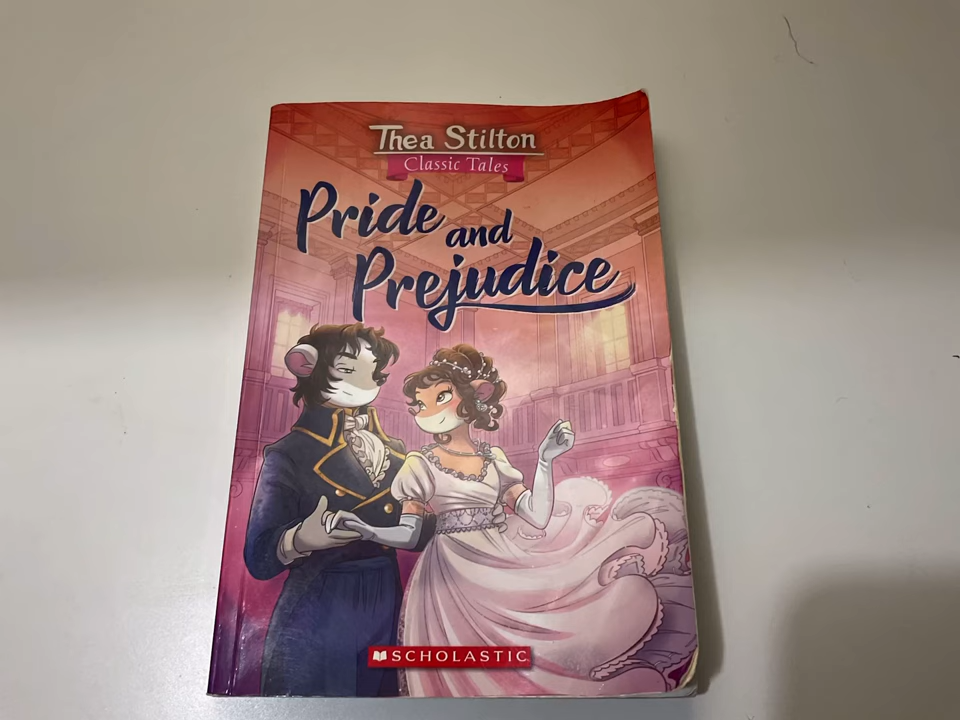 Thea Stilton
Classic Tales
Pride
and
Prejudice
SCHOLASTIC